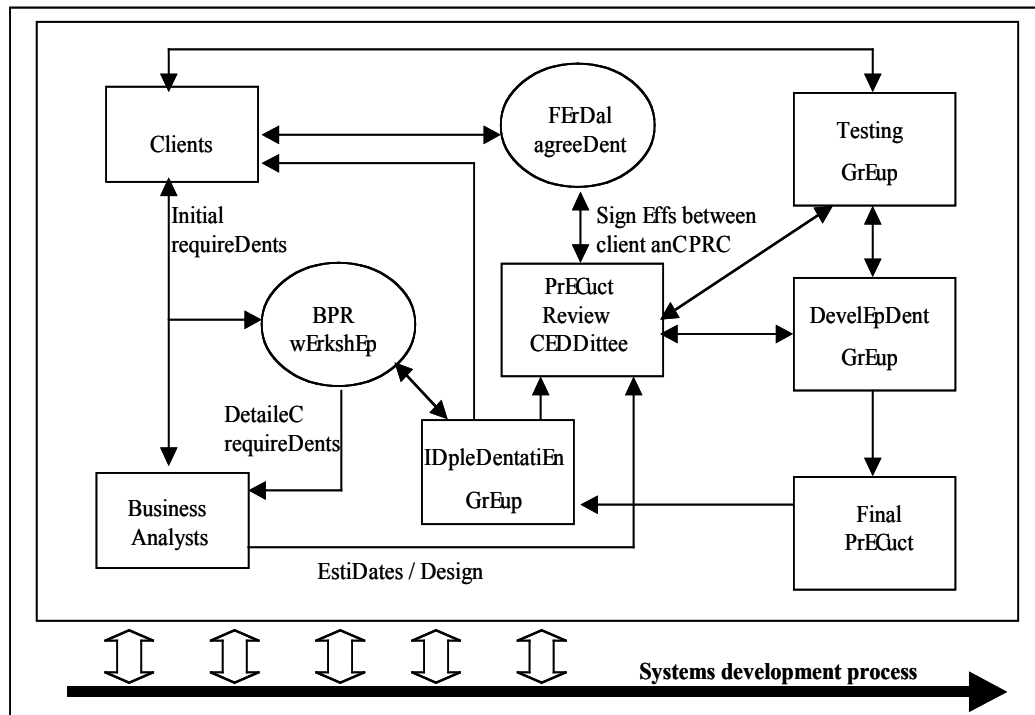 Clients
FErDal
agreeDent
Testing
GrEup
Initial
requireDents
Sign Effs between
client anCPRC
BPR
wErkshEp
PrECuct
Review
CEDDittee
DevelEpDent
GrEup
DetaileC
requireDents
IDpleDentatiEn
GrEup
Business
Analysts
Final
PrECuct
EstiDates / Design
Systems development process